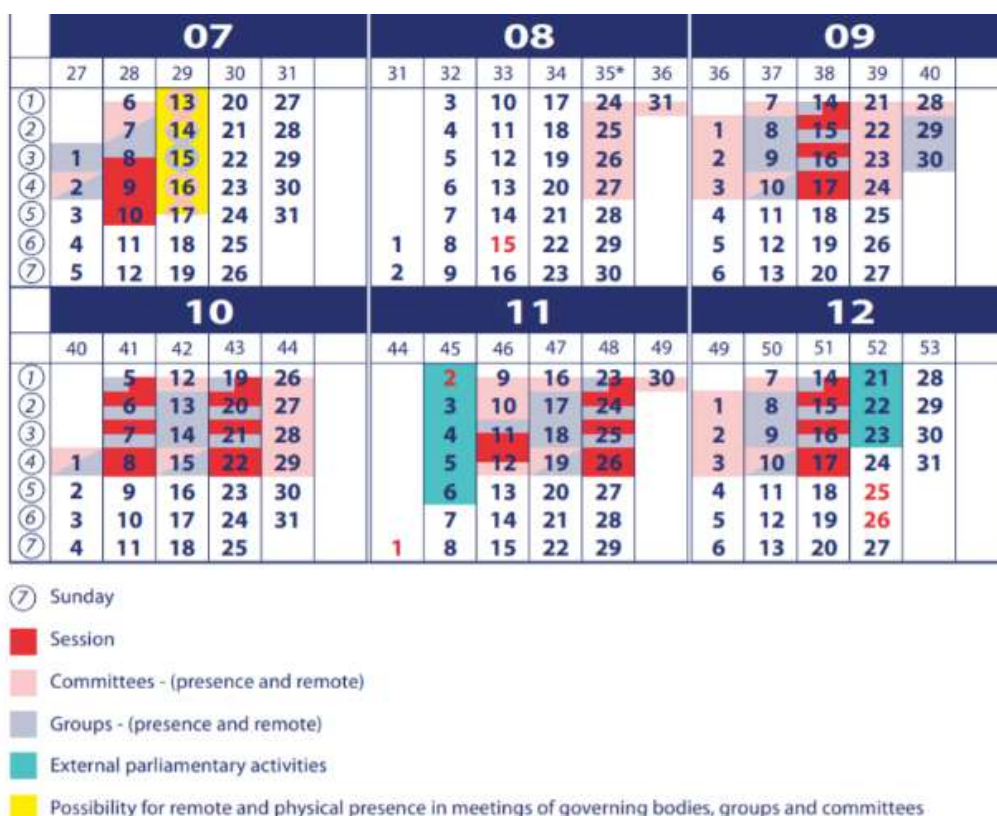 07 08 09
27 28 29 30 31 31 32 33 34 35* 36 36 37 38 39 40
1 6 13 20 27 3 10 17 24 31 7 14 21 28
2 7 14 21 28 4 11 18 25 1 8 15 22 29
3 1 8 15 22 29 5 12 19 26 2 9 16 23 30
4 2 9 16 23 30 6 13 20 27 3 10 17 24
5 3 10 17 24 31 7 14 21 28 4 11 18 25
6 4 11 18 25 1 8 15 22 29 5 12 19 26
7 5 12 19 26 2 9 16 23 30 6 13 20 27
10 11 12
40 41 42 43 44 44 45 46 47 48 49 49 50 51 52 53
1 5 12 19 26 2 9 16 23 30 7 14 21 28
2 6 13 20 27 3 10 17 24 1 8 15 22 29
3 7 14 21 28 4 11 18 25 2 9 16 23 30
4 1 8 15 22 29 5 12 19 26 3 10 17 24 31
5 2 9 16 23 30 6 13 20 27 4 11 18 25
6 3 10 17 24 31 7 14 21 28 5 12 19 26
7 4 11 18 25 1 8 15 22 29 6 13 20 27
7 Sunday
Session
Committees - (presence and remote)
Groups - (presence and remote)
External parliamentary activities
Possibility for remote and physical presence in meetings of governing bodies, groups and committees